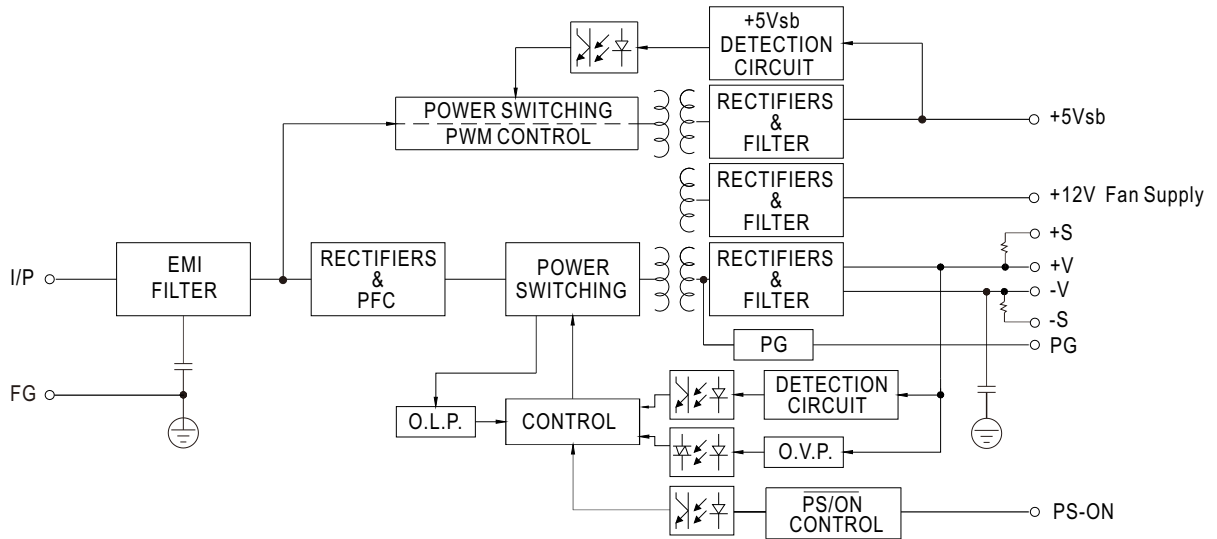 +5Vsb
DETECTION
CIRCUIT
POWER SWITCHING
PWM CONTROL
RECTIFIERS
&
FILTER
+5Vsb
RECTIFIERS
&
FILTER
+12V Fan Supply
I/P
EMI
FILTER
RECTIFIERS
&
PFC
POWER
SWITCHING
RECTIFIERS
&
FILTER
+S
+V
-V
-S
PG
PG
FG
O.L.P.
CONTROL
DETECTION
CIRCUIT
O.V.P.
PS/ON
CONTROL
PS-ON